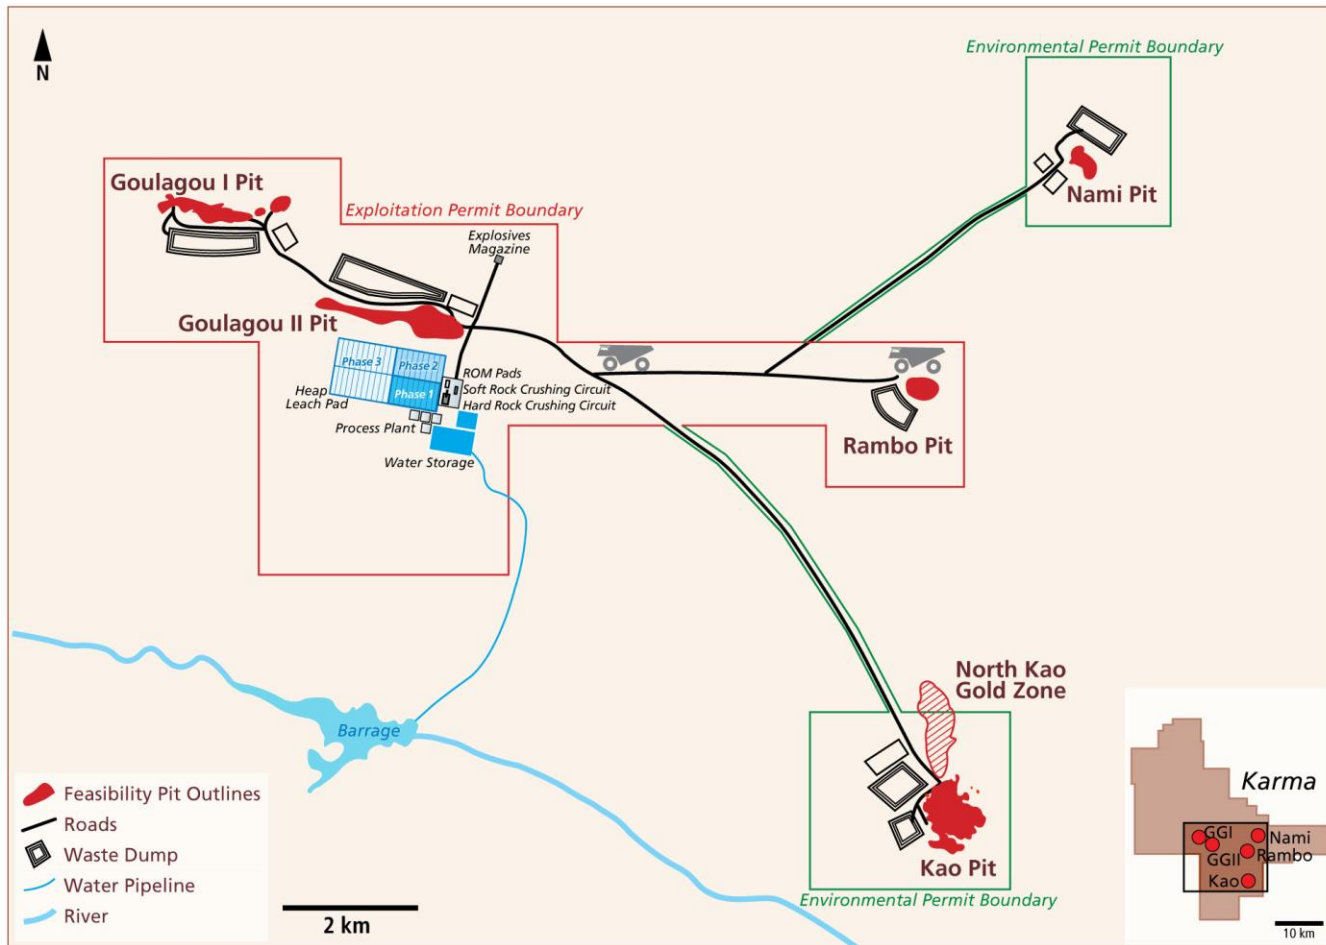 N
Environmental Permit Boundary
Nami Pit
Goulagou I Pit
Exploitation Permit Boundary
Explosives
Magazine
Goulagou II Pit
Phase 3
Phase 2
Phase 1
Heap
Leach Pad
ROM Pads
Soft Rock Crushing Circuit
Hard Rock Crushing Circuit
Process Plant
Water Storage
Rambo Pit
North Kao
Gold Zone
Barrage
Kao Pit
Environmental Permit Boundary
Feasibility Pit Outlines
Roads
Waste Dump
Water Pipeline
River
2 km
Karma
GGI
Nami
GGII
Rambo
Kao
10 km